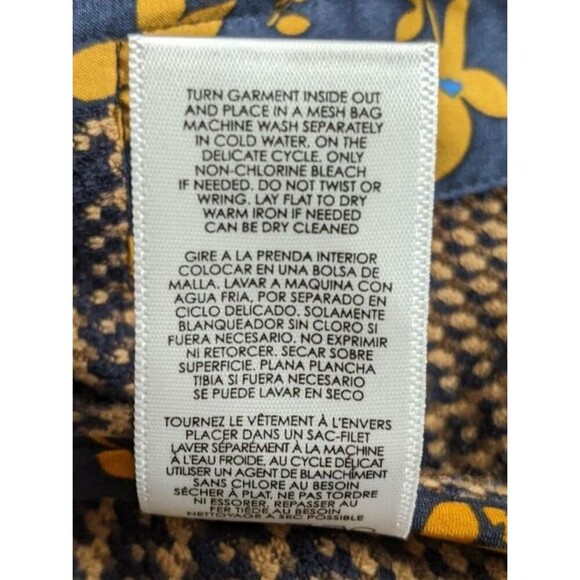 TURN GARMENT INSIDE OUT
AND PLACE IN A MESH BAG
MACHINE WASH SEPARATELY
IN COLD WATER, ON THE
DELICATE CYCLE. ONLY
NON-CHLORINE BLEACH
IF NEEDED. DO NOT TWIST OR
WRING. LAY FLAT TO DRY
WARM IRON IF NEEDED
CAN BE DRY CLEANED
GIRE A LA PRENDA INTERIOR
COLOCAR EN UNA BOLSA DE
MALLA. LAVAR A MAQUINA CON
AGUA FRIA, POR SEPARADO EN
CICLO DELICADO. SOLAMENTE
BLANQUEADOR SIN CLORO SI
FUERA NECESARIO. NO EXPRIMIR
NI RETORCER. SECAR SOBRE
SUPERFICIE. PLANA PLANCHA
TIBIA SI FUERA NECESARIO
SE PUEDE LAVAR EN SECO
TOURNEZ LE VÊTEMENT À L'ENVERS
PLACER DANS UN SAC-FILET
LAVER SÉPARÉMENT À LA MACHINE
À L'EAU FROIDE, AU CYCLE DÉLICAT
UTILISER UN AGENT DE BLANCHIMENT
SANS CHLORE AU BESOIN
SÉCHER À PLAT, NE PAS TORDRE
NI ESSORER. REPASSER AU
FER TIÈDE AU BESOIN
NETTOYAGE A SEC POSSIBLE